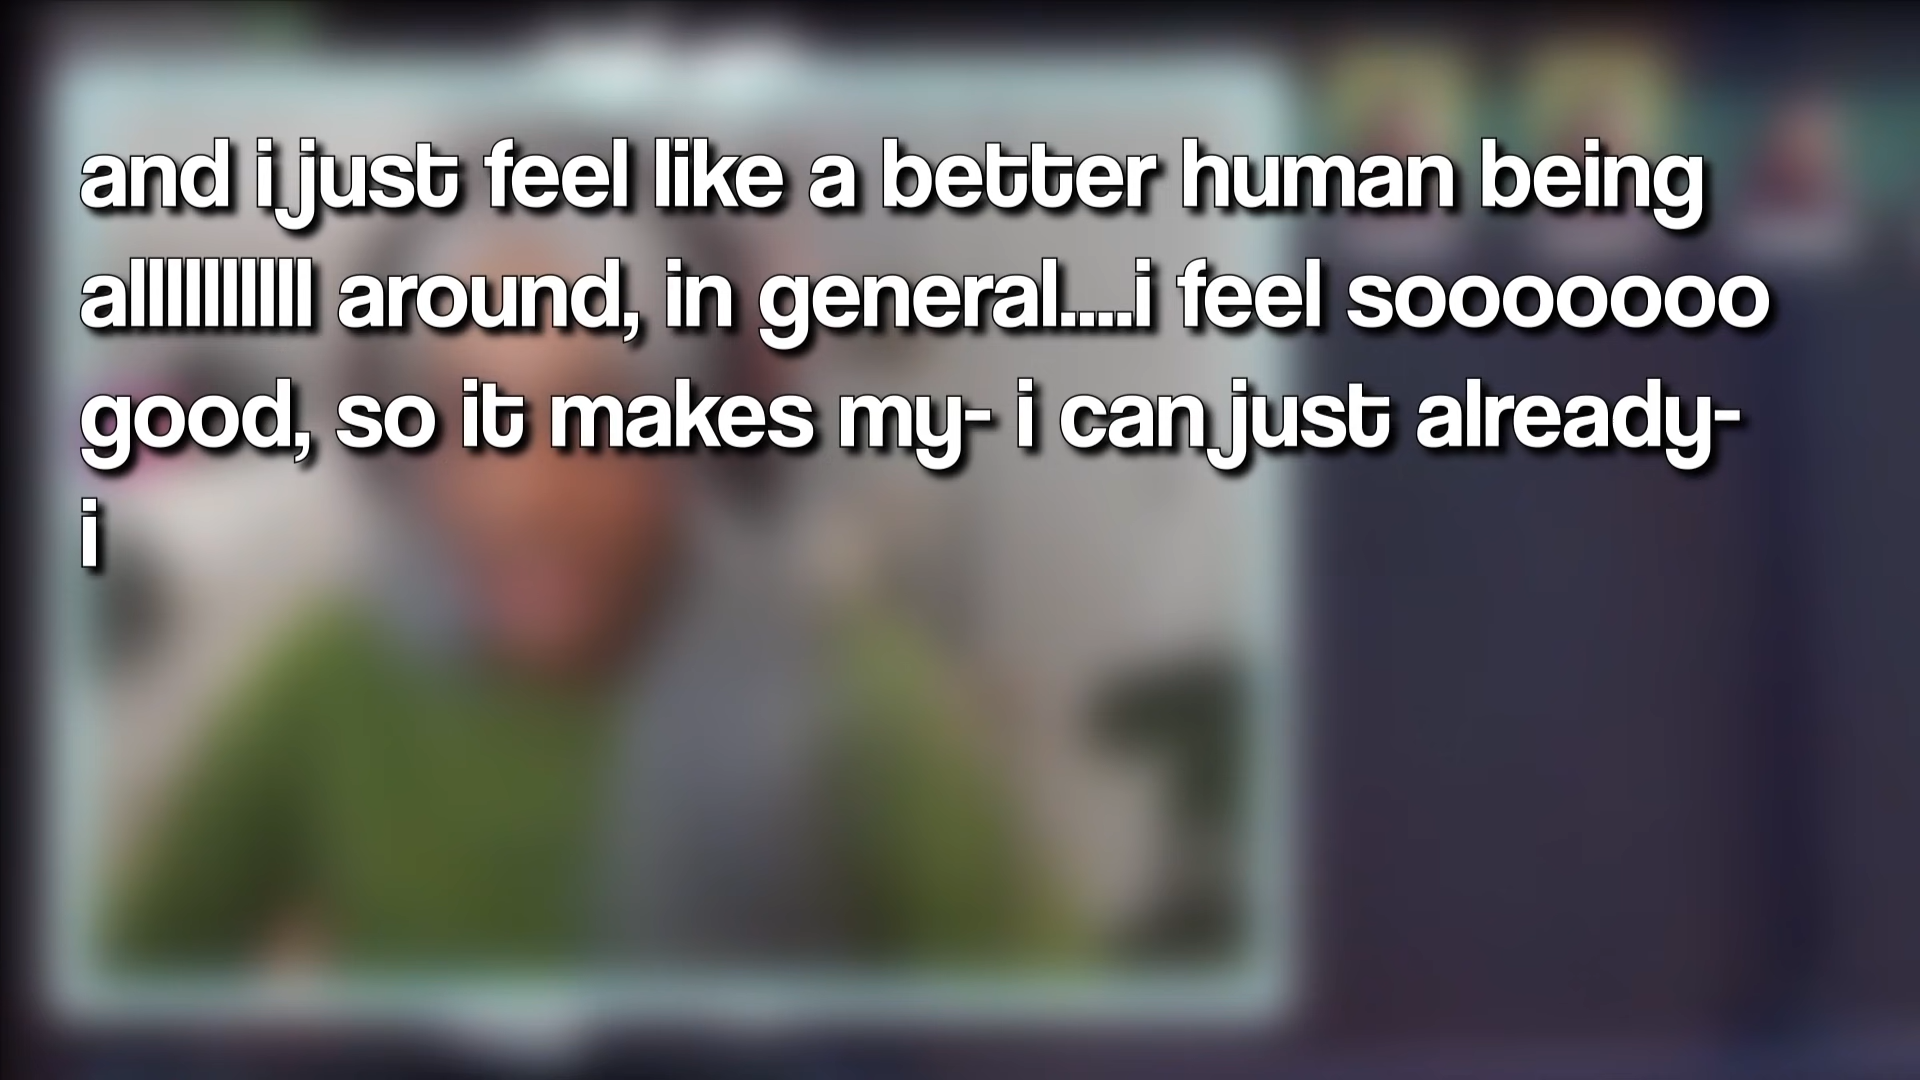 and i just feel like a better human being
alllllllllll around, in general....i feel sooooooo
good, so it makes my- i can just already-
i